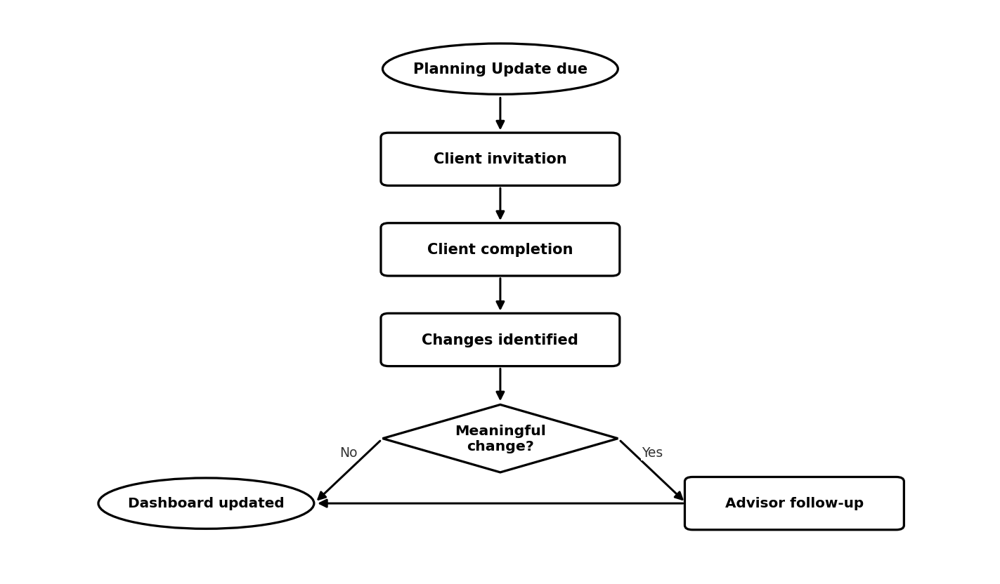 Planning Update due
Client invitation
Client completion
Changes identified
Meaningful
change?
No
Yes
Dashboard updated
Advisor follow-up